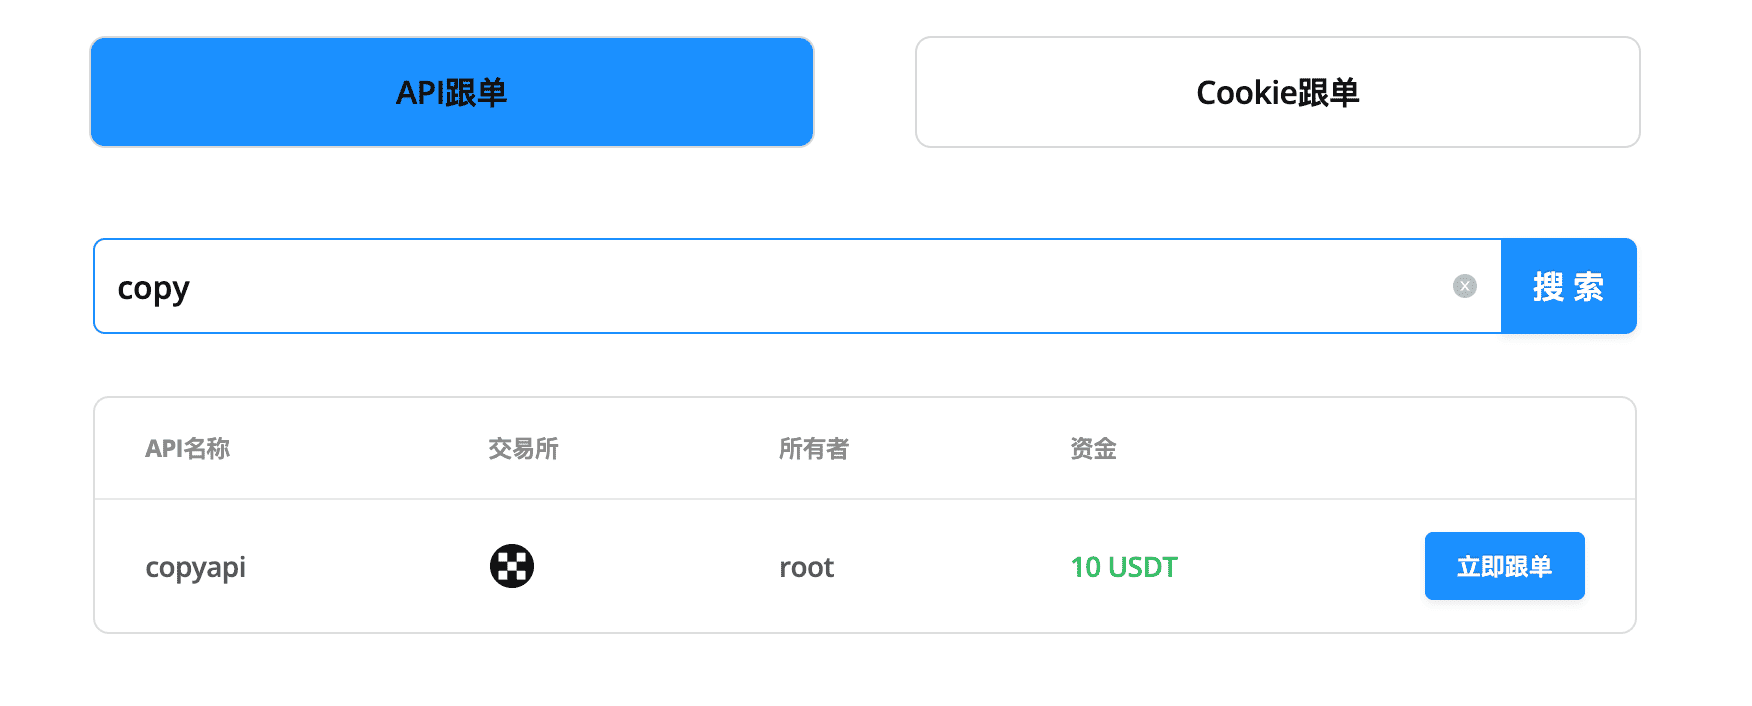 API跟单
Cookie跟单
copy
搜 索
API名称 交易所 所有者 资金
copyapi root 10 USDT 立即跟单